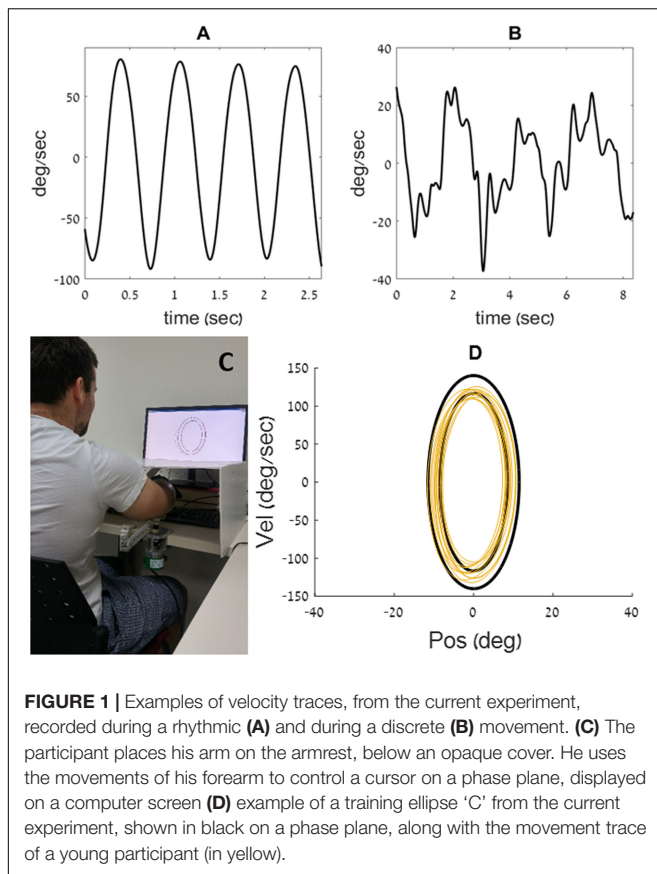 A
B
deg/sec
50
0
-50
-100
0
0.5
1
1.5
2
2.5
time (sec)
deg/sec
40
20
0
-20
-40
0
2
4
6
8
time (sec)
C
D
Vel (deg/sec)
150
100
50
0
-50
-100
-150
-40
-20
0
20
40
Pos (deg)
FIGURE 1 | Examples of velocity traces, from the current experiment,
recorded during a rhythmic (A) and during a discrete (B) movement. (C) The
participant places his arm on the armrest, below an opaque cover. He uses
the movements of his forearm to control a cursor on a phase plane, displayed
on a computer screen (D) example of a training ellipse ‘C’ from the current
experiment, shown in black on a phase plane, along with the movement trace
of a young participant (in yellow).